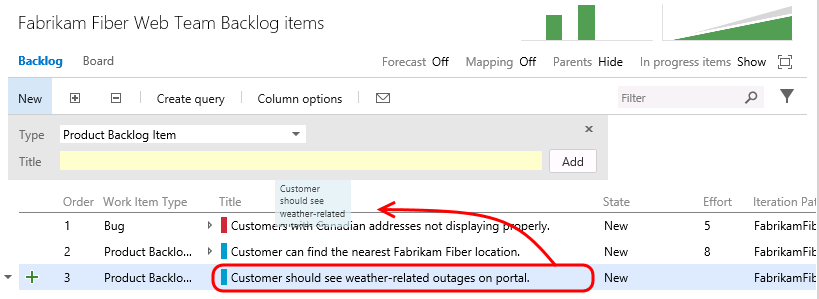 Fabrikam Fiber Web Team Backlog items
Backlog Board Forecast Off Mapping Off Parents Hide In progress items Show
New Create query Column options Filter
Type Product Backlog Item x
Title Add
Customer
should see
weather-related
Order Work Item Type Title State Effort Iteration Pat
1 Bug Customers with Canadian addresses not displaying properly. New 5 FabrikamFib
2 Product Backlo... Customer can find the nearest Fabrikam Fiber location. New 8 FabrikamFib
3 Product Backlo... Customer should see weather-related outages on portal. New FabrikamFib